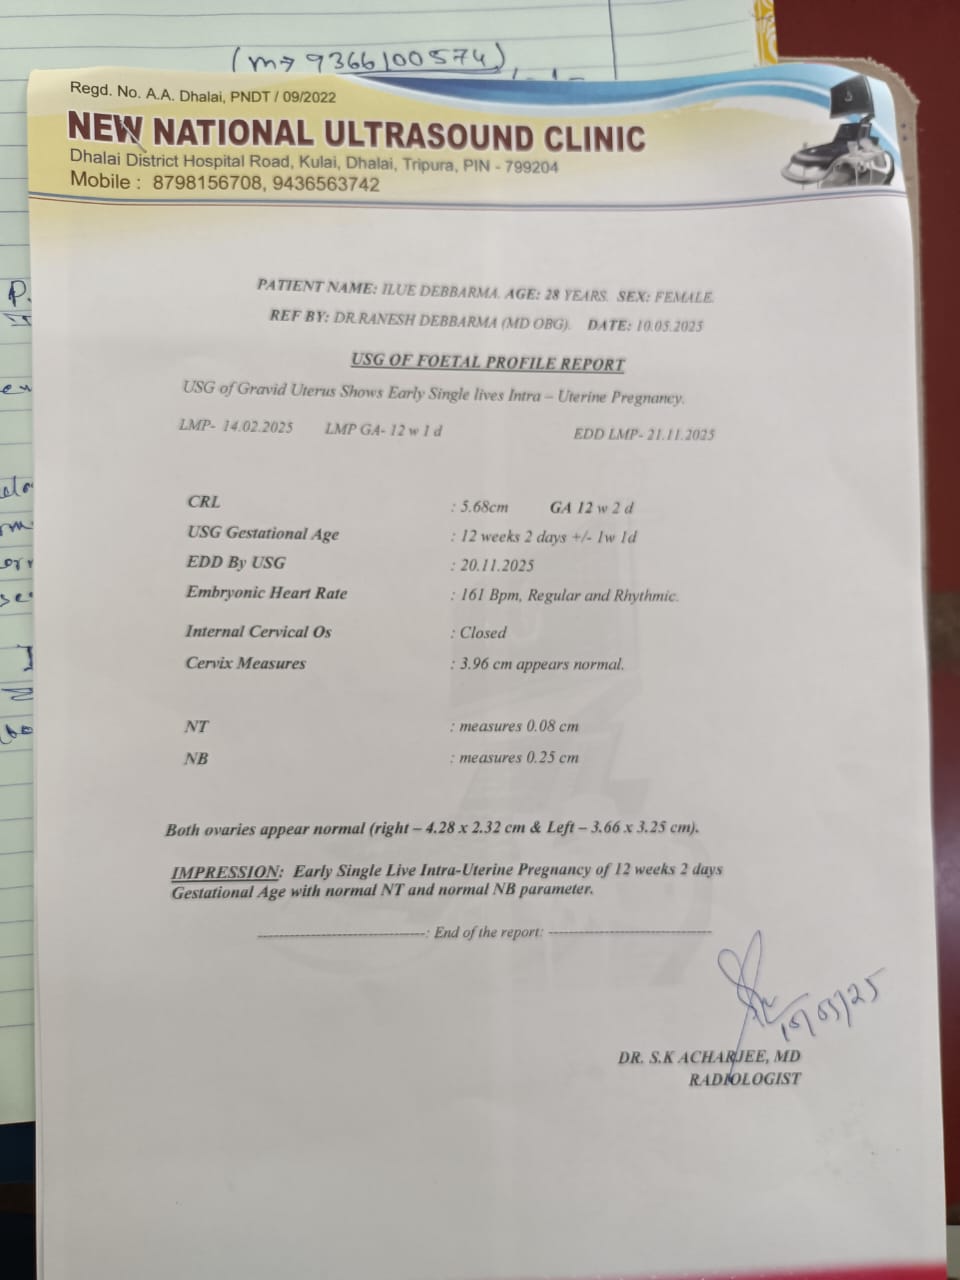 (m→ 9366100574)
Regd. No. A.A. Dhalai, PNDT / 09/2022
NEW NATIONAL ULTRASOUND CLINIC
Dhalai District Hospital Road, Kulai, Dhalai, Tripura, PIN - 799204
Mobile : 8798156708, 9436563742
PATIENT NAME: ILUE DEBBARMA. AGE: 28 YEARS. SEX: FEMALE.
REF BY: DR.RANESH DEBBARMA (MD OBG). DATE: 10.05.2025
USG OF FOETAL PROFILE REPORT
USG of Gravid Uterus Shows Early Single lives Intra – Uterine Pregnancy.
LMP- 14.02.2025 LMP GA- 12 w 1 d EDD LMP- 21.11.2025
CRL : 5.68cm GA 12 w 2 d
USG Gestational Age : 12 weeks 2 days +/- 1w 1d
EDD By USG : 20.11.2025
Embryonic Heart Rate : 161 Bpm, Regular and Rhythmic.
Internal Cervical Os : Closed
Cervix Measures : 3.96 cm appears normal.
NT : measures 0.08 cm
NB : measures 0.25 cm
Both ovaries appear normal (right – 4.28 x 2.32 cm & Left – 3.66 x 3.25 cm).
IMPRESSION: Early Single Live Intra-Uterine Pregnancy of 12 weeks 2 days
Gestational Age with normal NT and normal NB parameter.
-----------------------------------: End of the report: ----------------------------------
10/05/25
DR. S.K ACHARJEE, MD
RADIOLOGIST